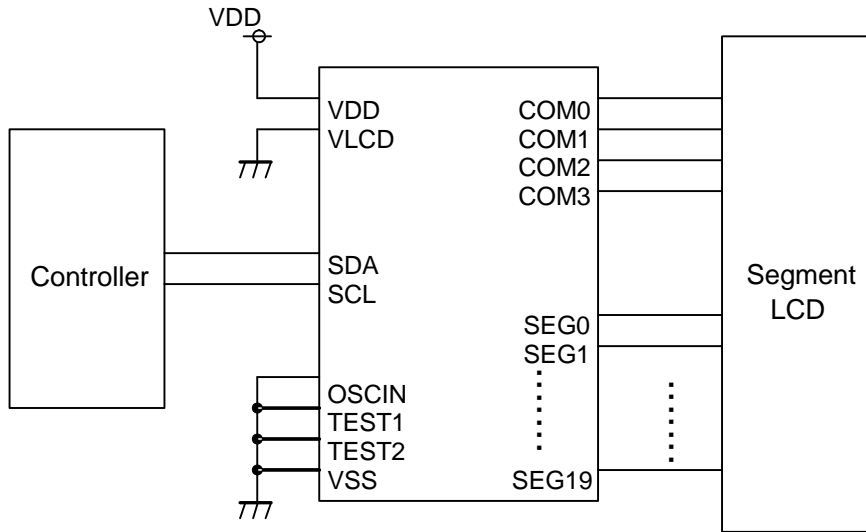 VDD
VDD
VLCD
SDA
SCL
OSCIN
TEST1
TEST2
VSS
COM0
COM1
COM2
COM3
SEG0
SEG1
SEG19
Controller
Segment
LCD